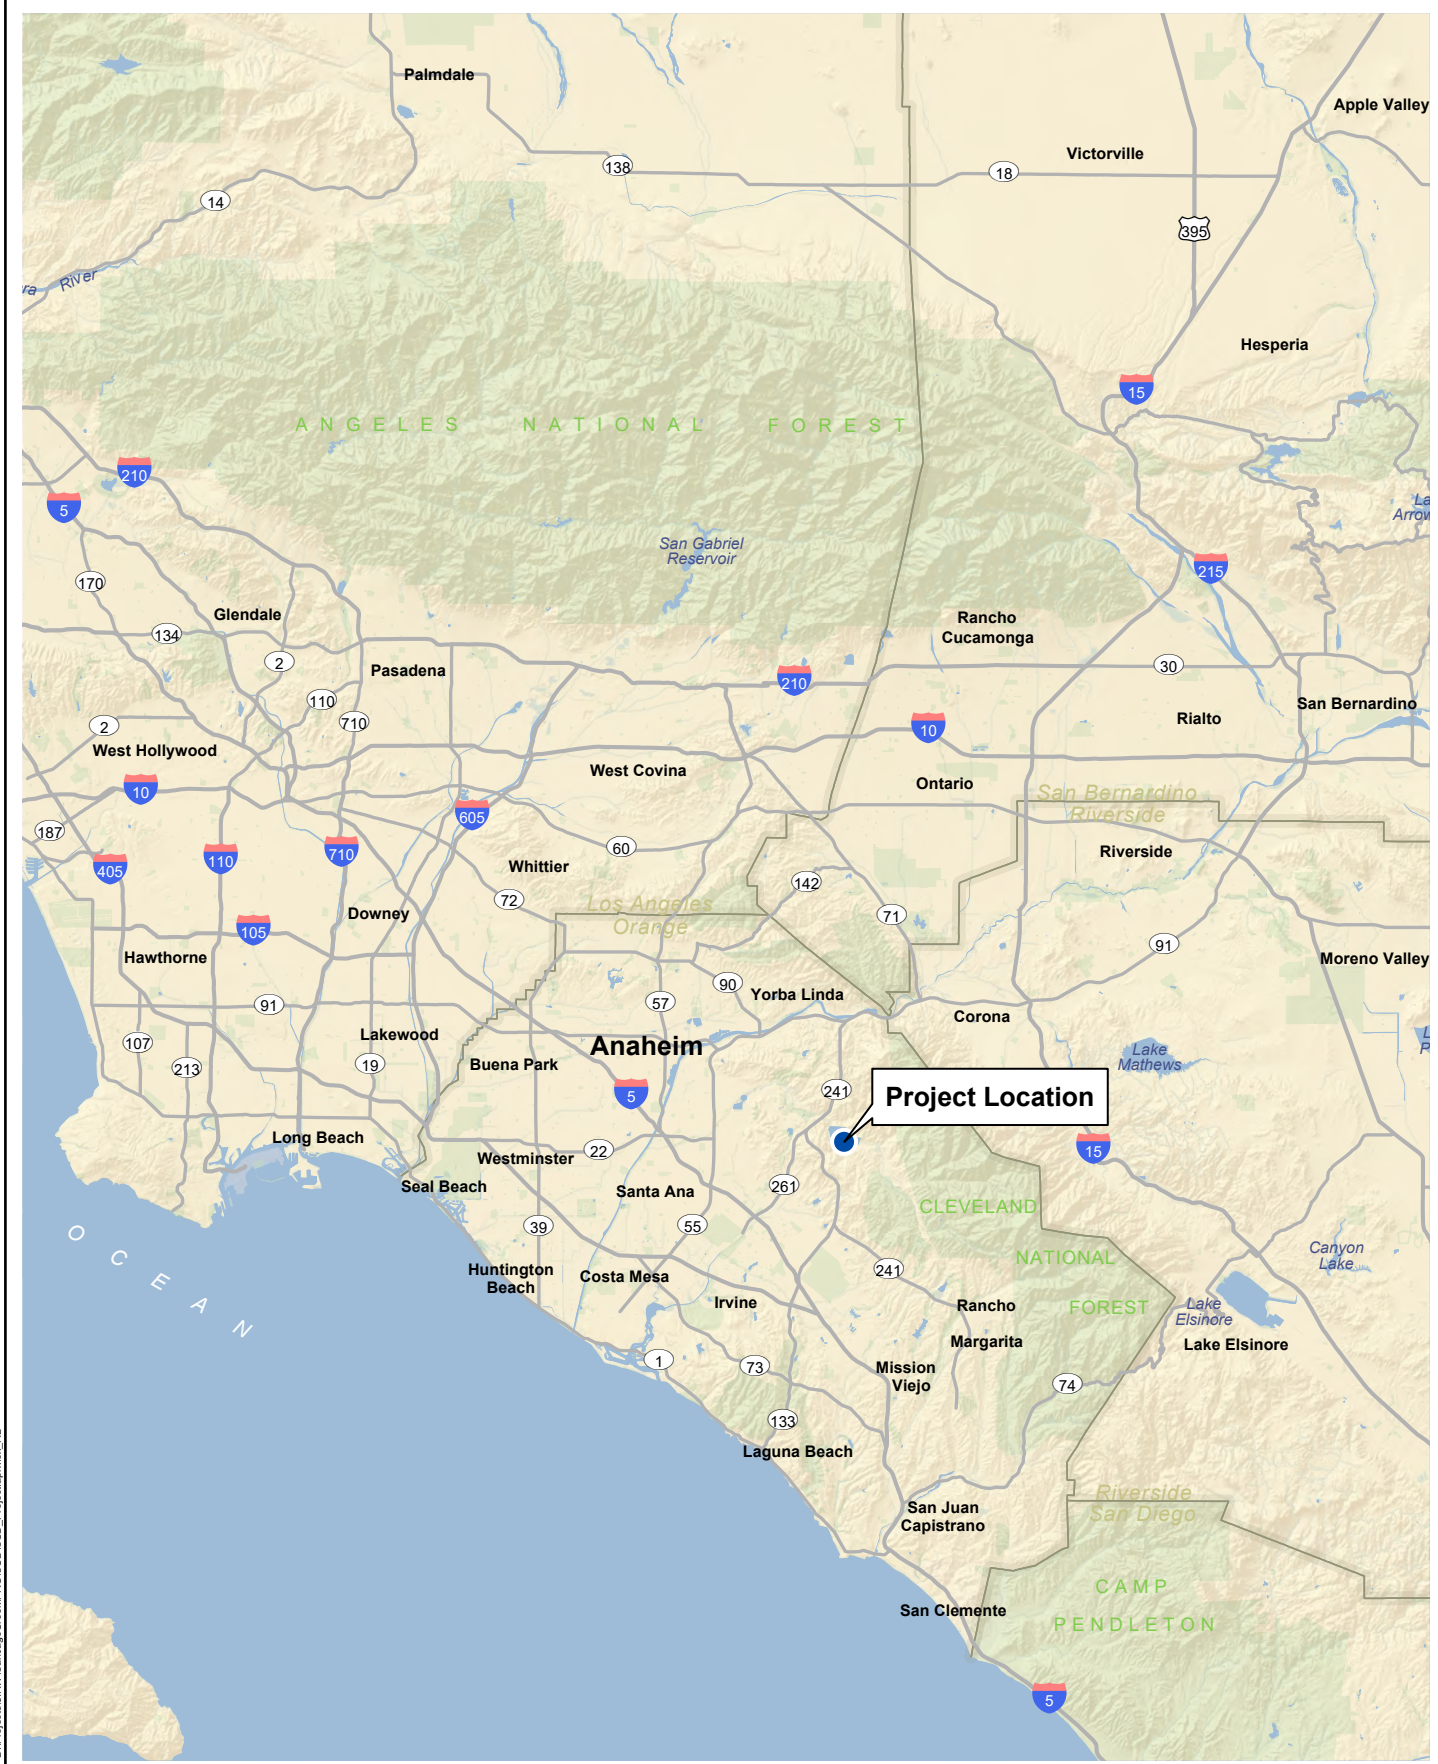 Palmdale
Apple Valley
Victorville
138
18
14
395
River
Hesperia
15
ANGELES NATIONAL FOREST
210
5
San Gabriel
Reservoir
215
170
Glendale
134
Rancho
Cucamonga
2
Pasadena
210
30
110
710
2
San Bernardino
Rialto
10
West Hollywood
West Covina
10
Ontario
San Bernardino
Riverside
605
187
60
Riverside
405
110
710
Whittier
142
72
Los Angeles
Orange
71
Downey
105
91
Hawthorne
Moreno Valley
90
Yorba Linda
57
91
Corona
Lakewood
107
Anaheim
Lake
Mathews
19
Buena Park
213
241
5
Project Location
Long Beach
22
15
Westminster
Seal Beach
Santa Ana
261
CLEVELAND
NATIONAL
FOREST
39
55
OCEAN
Canyon
Lake
Huntington
Beach
Costa Mesa
241
Irvine
Rancho
Margarita
Lake
Elsinore
Lake Elsinore
1
73
Mission
Viejo
74
133
Laguna Beach
Riverside
San Diego
San Juan
Capistrano
CAMP
PENDLETON
San Clemente
5